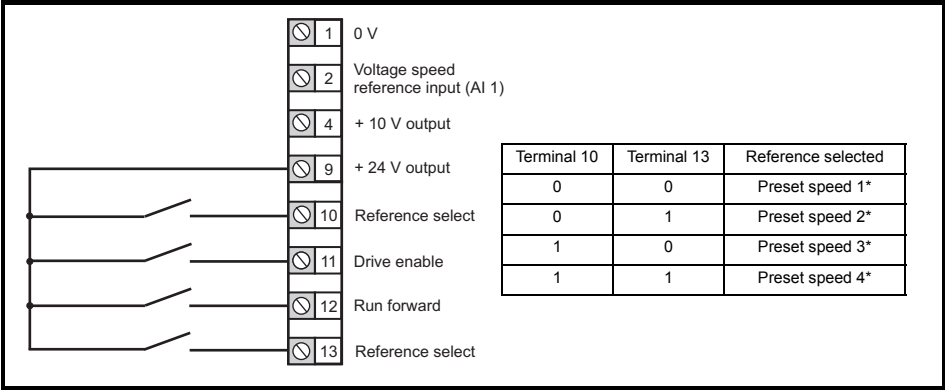 1 0 V
2 Voltage speed
reference input (AI 1)
4 + 10 V output
9 + 24 V output
10 Reference select
11 Drive enable
12 Run forward
13 Reference select
Terminal 10 Terminal 13 Reference selected
0 0 Preset speed 1*
0 1 Preset speed 2*
1 0 Preset speed 3*
1 1 Preset speed 4*